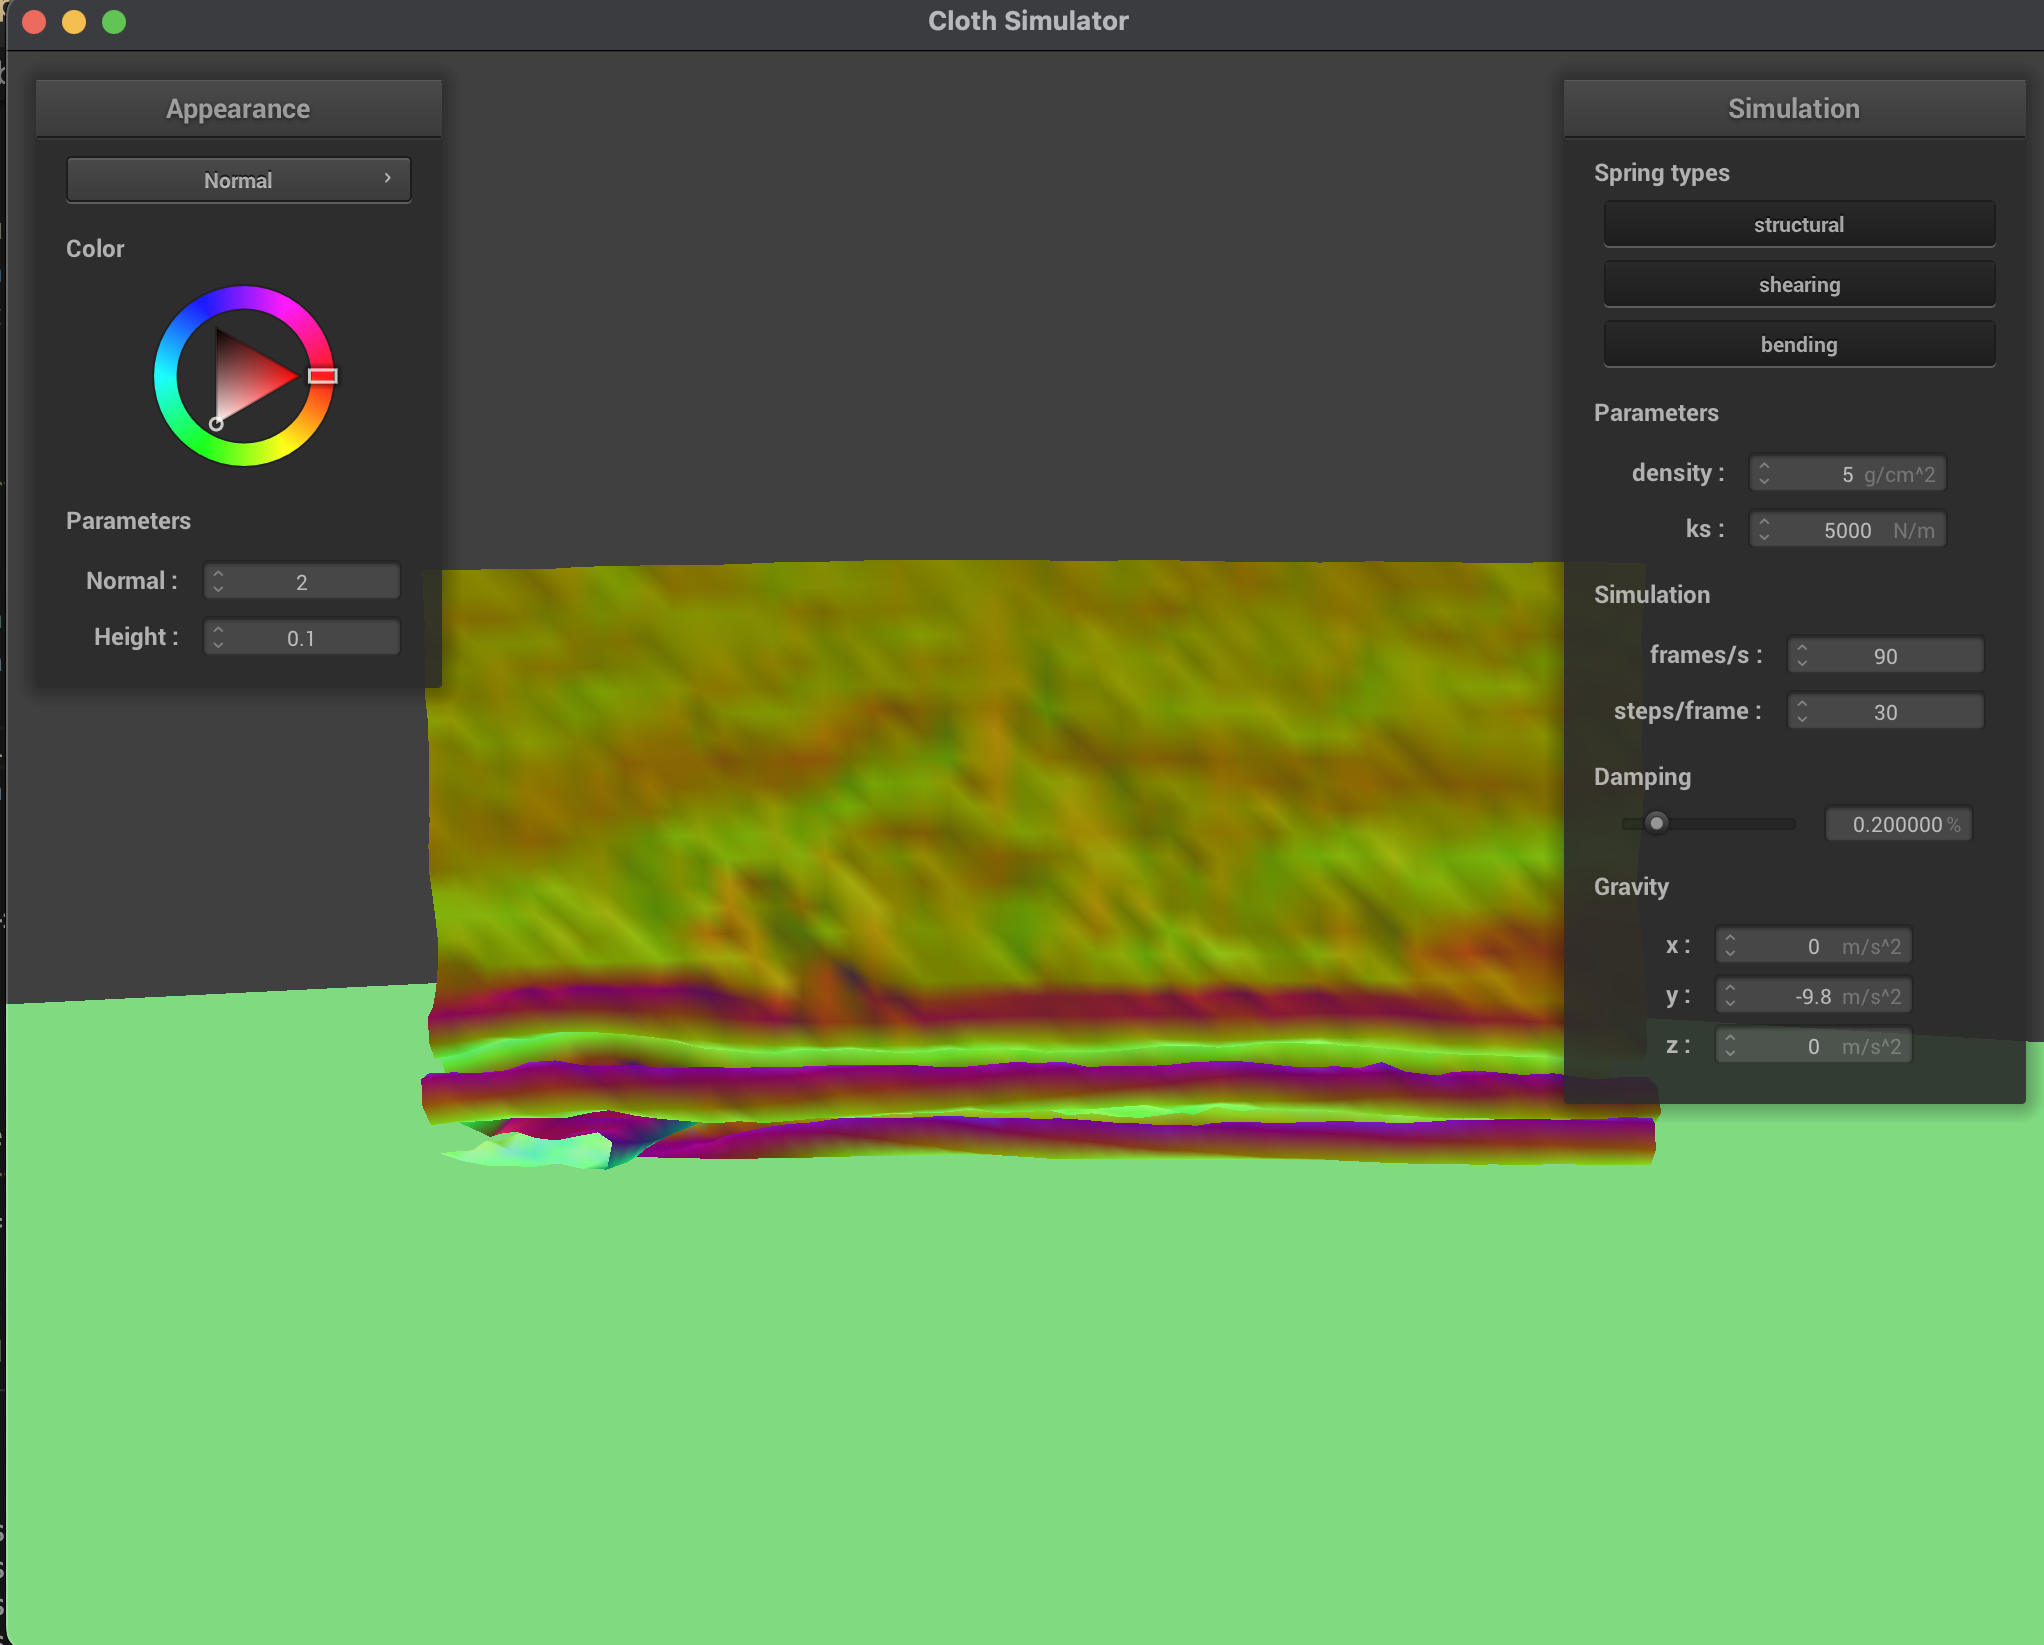 Cloth Simulator
Appearance
Normal
Color
Parameters
Normal : 2
Height : 0.1
Simulation
Spring types
structural
shearing
bending
Parameters
density : 5 g/cm^2
ks : 5000 N/m
Simulation
frames/s : 90
steps/frame : 30
Damping
0.200000 %
Gravity
x : 0 m/s^2
y : -9.8 m/s^2
z : 0 m/s^2